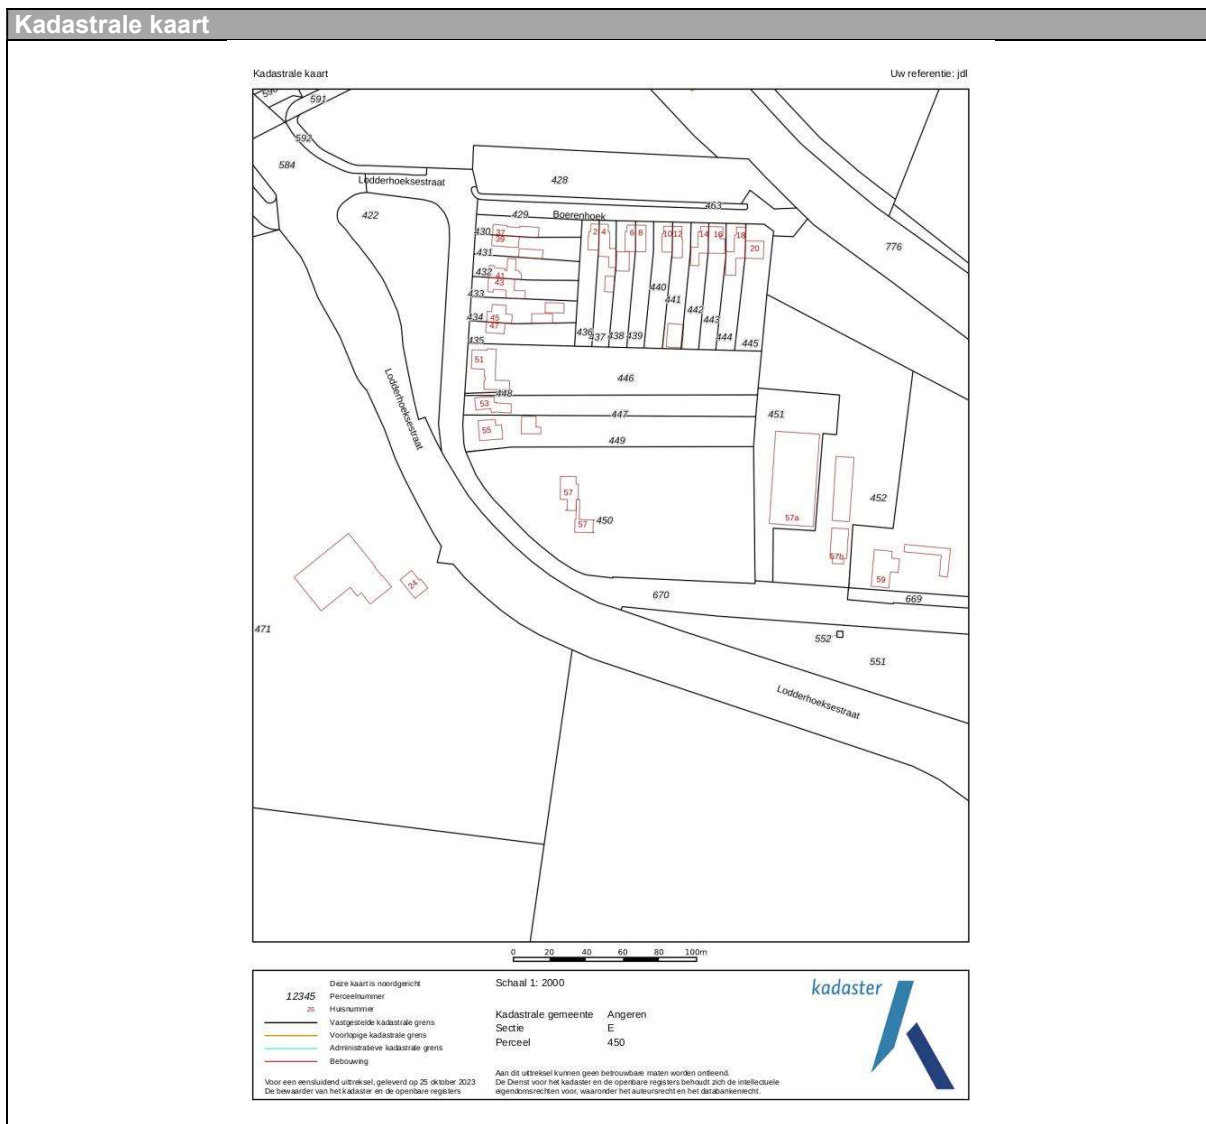 Kadastrale kaart
Kadastrale kaart
Uw referentie: jdl
590
591
592
584
Lodderhoeksestraat
428
422
463
Boerenhoek
429
776
430
37
39
2
4
6
8
10
12
14
16
18
20
431
432
41
43
440
433
441
442
434
45
47
443
436
437
438
439
444
445
435
51
446
Lodderhoeksestraat
448
53
447
451
55
449
57
452
450
57
57a
57b
24
59
670
669
471
552
551
Lodderhoeksestraat
0 20 40 60 80 100m
Deze kaart is noordgericht
12345 Perceelnummer
25 Huisnummer
Vastgestelde kadastrale grens
Voorlopige kadastrale grens
Administratieve kadastrale grens
Bebouwing
Voor een eensluidend uittreksel, geleverd op 25 oktober 2023
De bewaarder van het kadaster en de openbare registers
Schaal 1: 2000
Kadastrale gemeente Angeren
Sectie E
Perceel 450
Aan dit uittreksel kunnen geen betrouwbare maten worden ontleend.
De Dienst voor het kadaster en de openbare registers behoudt zich de intellectuele
eigendomsrechten voor, waaronder het auteursrecht en het databankenrecht.
kadaster